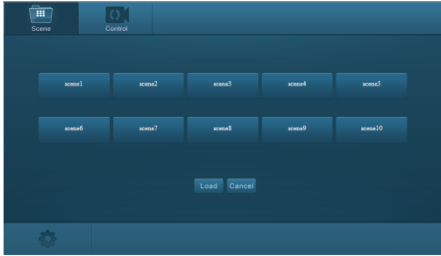 Scene Control
scene1 scene2 scene3 scene4 scene5
scene6 scene7 scene8 scene9 scene10
Load Cancel